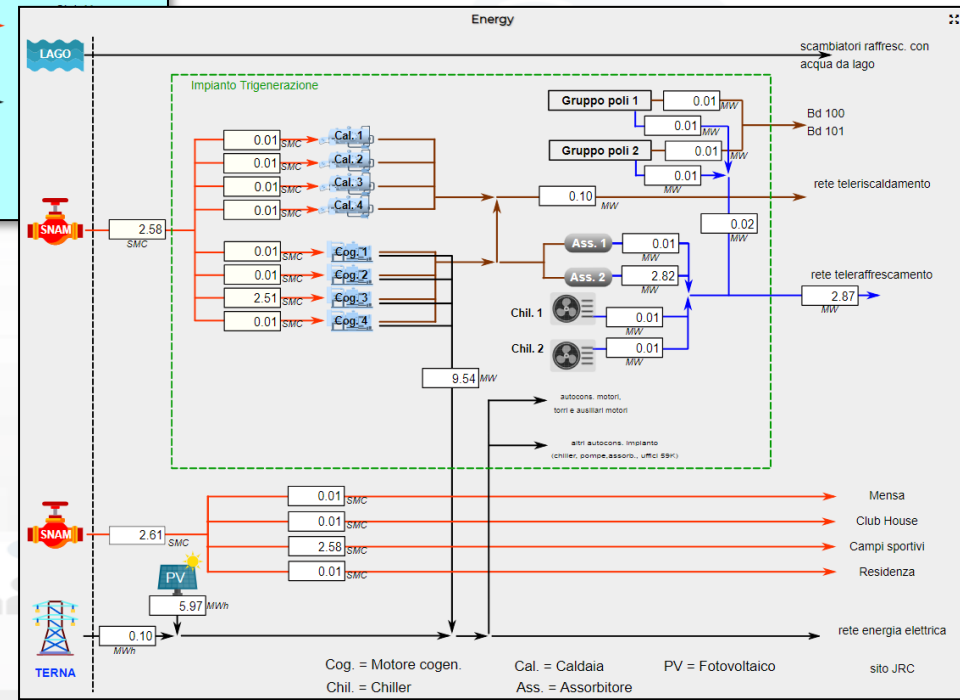 Energy
LAGO
scambiatori raffresc. con
acqua da lago
Impianto Trigenerazione
Gruppo poli 1
0.01 MW
0.01 MW
Bd 100
Bd 101
Gruppo poli 2
0.01 MW
0.01 MW
0.01 SMC Cal. 1
0.01 SMC Cal. 2
0.01 SMC Cal. 3
0.01 SMC Cal. 4
rete teleriscaldamento
0.10 MW
SNAM
2.58 SMC
0.02 MW
0.01 SMC Cog. 1
0.01 SMC Cog. 2
2.51 SMC Cog. 3
0.01 SMC Cog. 4
Ass. 1 0.01 MW
Ass. 2 2.82 MW
rete teleraffrescamento
2.87 MW
Chil. 1 0.01 MW
Chil. 2 0.01 MW
9.54 MW
autocons. motori,
torri e ausiliari motori
altri autocons. impianto
(chiller, pompe,assorb., uffici 59K)
0.01 SMC Mensa
0.01 SMC Club House
SNAM 2.61 SMC
2.58 SMC Campi sportivi
0.01 SMC Residenza
PV
5.97 MWh
0.10 MWh
rete energia elettrica
TERNA
Cog. = Motore cogen.
Cal. = Caldaia
PV = Fotovoltaico
sito JRC
Chil. = Chiller
Ass. = Assorbitore